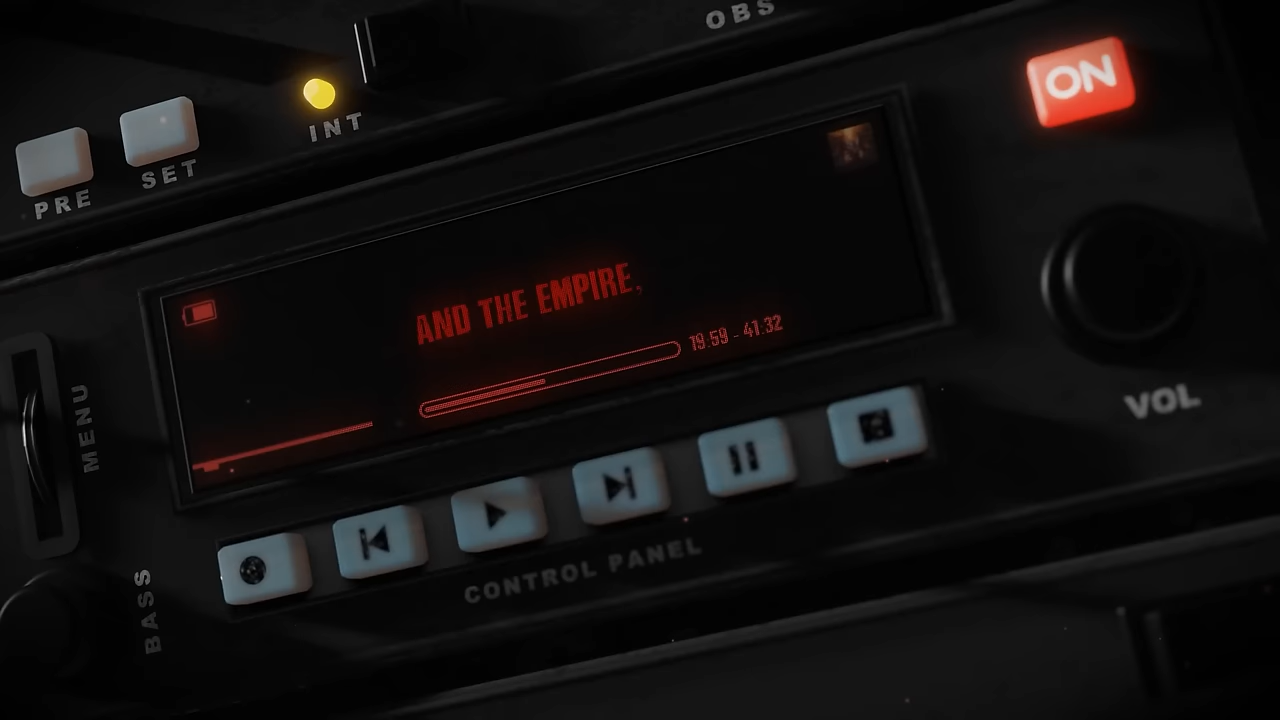 OBS
ON
INT
SET
PRE
AND THE EMPIRE,
19:59 - 41:32
MENU
VOL
CONTROL PANEL
BASS